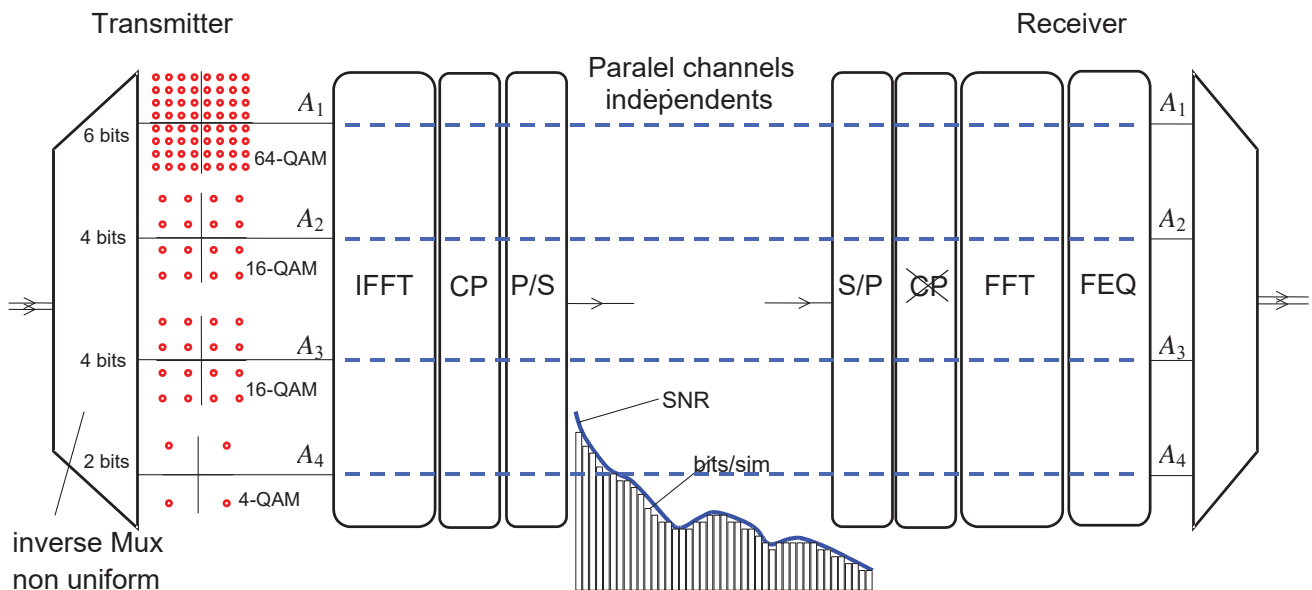 Transmitter
Receiver
Paralel channels
independents
6 bits
64-QAM
A1
A1
4 bits
16-QAM
A2
A2
IFFT
CP
P/S
S/P
CP
FFT
FEQ
4 bits
16-QAM
A3
A3
SNR
bits/sim
2 bits
4-QAM
A4
A4
inverse Mux
non uniform